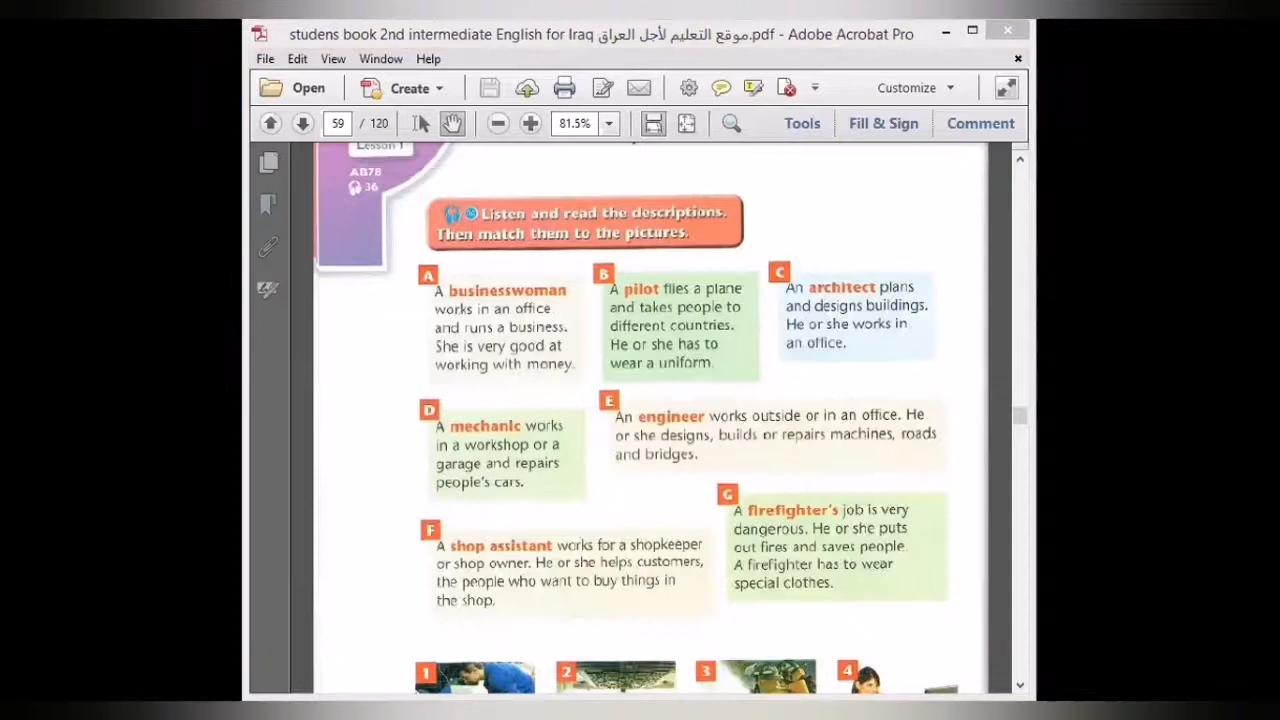 studens book 2nd intermediate English for Iraq موقع التعليم لأجل العراق.pdf - Adobe Acrobat Pro
File Edit View Window Help
Open Create Customize
59 / 120 81.5% Tools Fill & Sign Comment
Lesson 1
AB78
36
Listen and read the descriptions.
Then match them to the pictures.
A
A businesswoman
works in an office
and runs a business.
She is very good at
working with money.
B
A pilot flies a plane
and takes people to
different countries.
He or she has to
wear a uniform.
C
An architect plans
and designs buildings.
He or she works in
an office.
D
A mechanic works
in a workshop or a
garage and repairs
people's cars.
E
An engineer works outside or in an office. He
or she designs, builds or repairs machines, roads
and bridges.
F
A shop assistant works for a shopkeeper
or shop owner. He or she helps customers,
the people who want to buy things in
the shop.
G
A firefighter's job is very
dangerous. He or she puts
out fires and saves people.
A firefighter has to wear
special clothes.
1 2 3 4